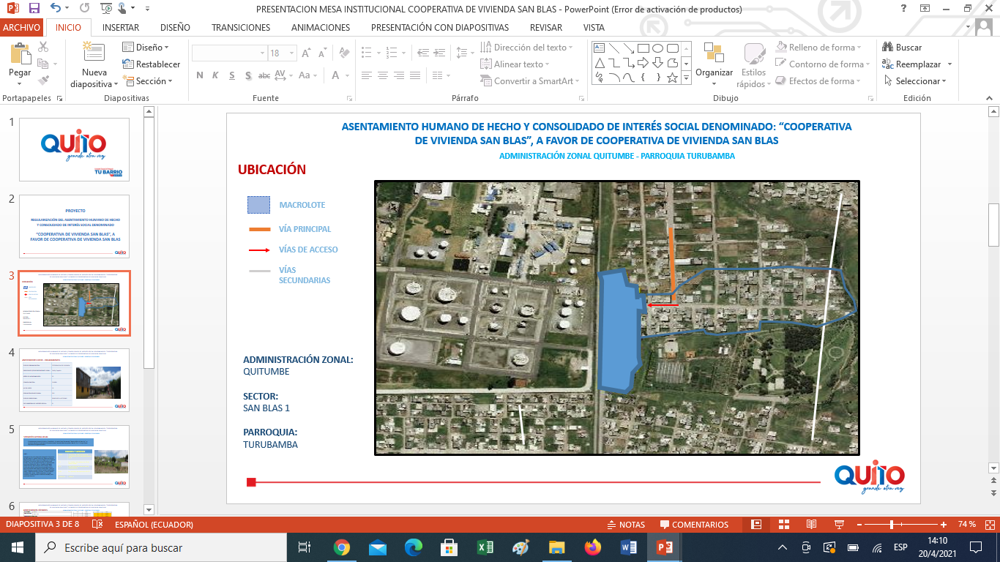 PRESENTACION MESA INSTITUCIONAL COOPERATIVA DE VIVIENDA SAN BLAS - PowerPoint (Error de activación de productos)
ARCHIVO INICIO INSERTAR DISEÑO TRANSICIONES ANIMACIONES PRESENTACIÓN CON DIAPOSITIVAS REVISAR VISTA
Pegar
Portapapeles
Nueva diapositiva
Diseño
Restablecer
Sección
Diapositivas
18
N K S S abc AV Aa A
Fuente
Dirección del texto
Alinear texto
Convertir a SmartArt
Párrafo
Organizar
Estilos rápidos
Relleno de forma
Contorno de forma
Efectos de forma
Dibujo
Buscar
Reemplazar
Seleccionar
Edición
1
QUITO
grande otra vez
TU BARRIO
2
PROYECTO
REGULARIZACIÓN DEL ASENTAMIENTO HUMANO DE HECHO
Y CONSOLIDADO DE INTERÉS SOCIAL DENOMINADO
"COOPERATIVA DE VIVIENDA SAN BLAS", A
FAVOR DE COOPERATIVA DE VIVIENDA SAN BLAS
QUITO
3
4
5
6
ASENTAMIENTO HUMANO DE HECHO Y CONSOLIDADO DE INTERÉS SOCIAL DENOMINADO: “COOPERATIVA
DE VIVIENDA SAN BLAS”, A FAVOR DE COOPERATIVA DE VIVIENDA SAN BLAS
ADMINISTRACIÓN ZONAL QUITUMBE - PARROQUIA TURUBAMBA
UBICACIÓN
MACROLOTE
VÍA PRINCIPAL
VÍAS DE ACCESO
VÍAS
SECUNDARIAS
ADMINISTRACIÓN ZONAL:
QUITUMBE
SECTOR:
SAN BLAS 1
PARROQUIA:
TURUBAMBA
QUITO
grande otra vez
DIAPOSITIVA 3 DE 8 ESPAÑOL (ECUADOR) NOTAS COMENTARIOS 74 %
Escribe aquí para buscar
ESP
14:10
20/4/2021